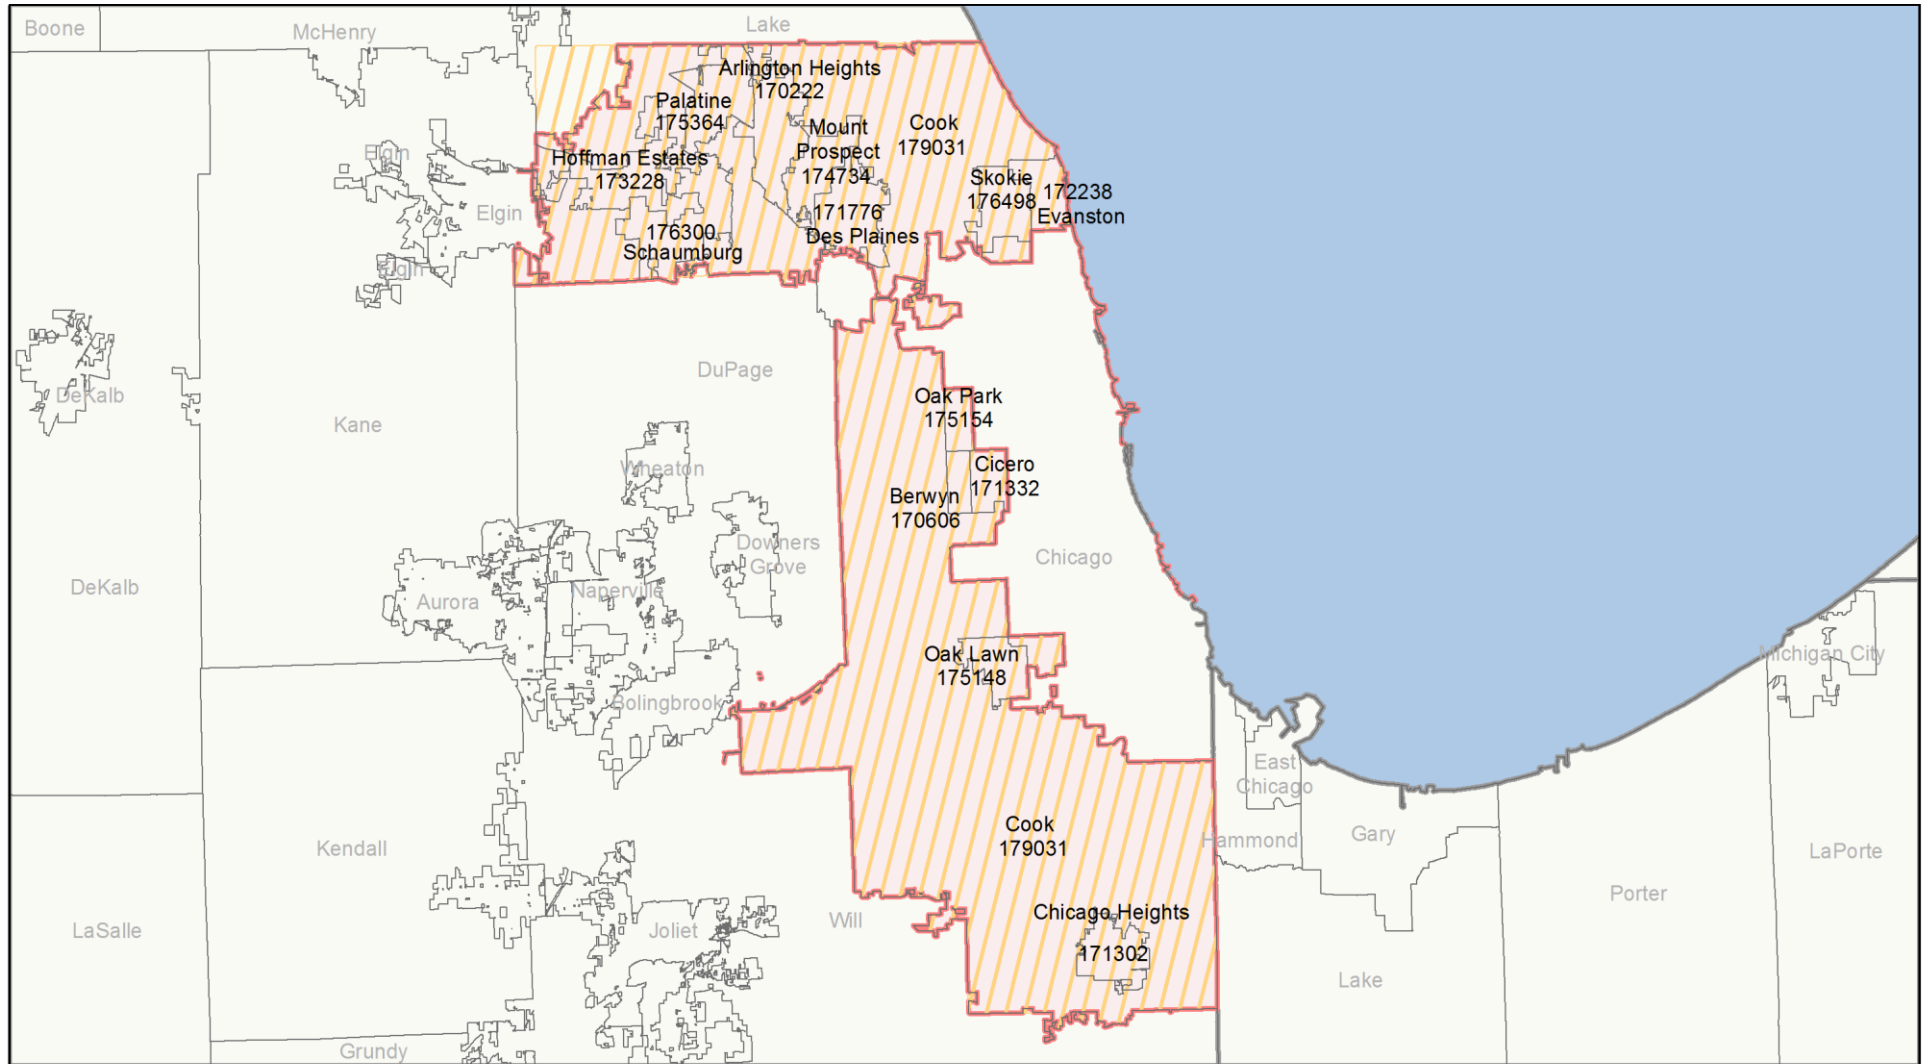 Boone
McHenry
Lake
Arlington Heights
170222
Palatine
175364
Mount
Prospect
174734
Cook
179031
Elgin
Hoffman Estates
173228
Skokie
176498
172238
Evanston
Elgin
171776
Des Plaines
176300
Schaumburg
Elgin
DuPage
DeKalb
Oak Park
175154
Kane
Wheaton
Cicero
171332
Berwyn
170606
Downers
Grove
Chicago
DeKalb
Naperville
Aurora
Oak Lawn
175148
Michigan City
Bolingbrook
East
Chicago
Cook
179031
Hammond
Gary
Kendall
LaPorte
Porter
Chicago Heights
171302
Will
LaSalle
Joliet
Lake
Grundy